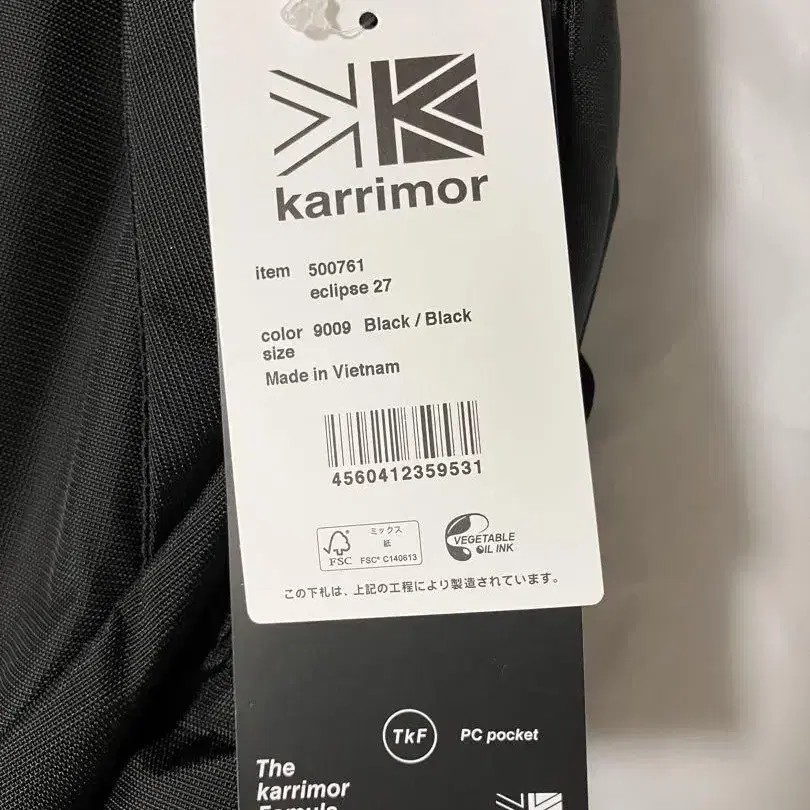 karrimor
item 500761
eclipse 27
color 9009 Black / Black
size
Made in Vietnam
4560412359531
FSC
ミックス
紙
FSC® C140613
VEGETABLE
OIL INK
この下札は、上記の工程により製造されています。
TkF PC pocket
The
karrimor